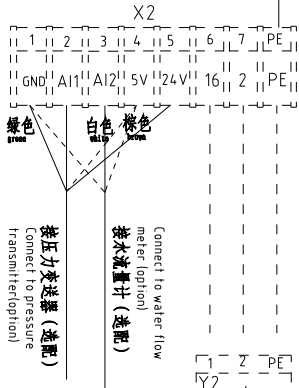 X2
1 2 3 4 5 6 7 PE
GND AI1 AI2 5V 24V 16 2 PE
绿色 白色 棕色
green white brown
接压力变送器（选配）
Connect to pressure
transmitter(option)
接水流量计（选配）
Connect to water flow
meter (option)
1 2 PE
Y2